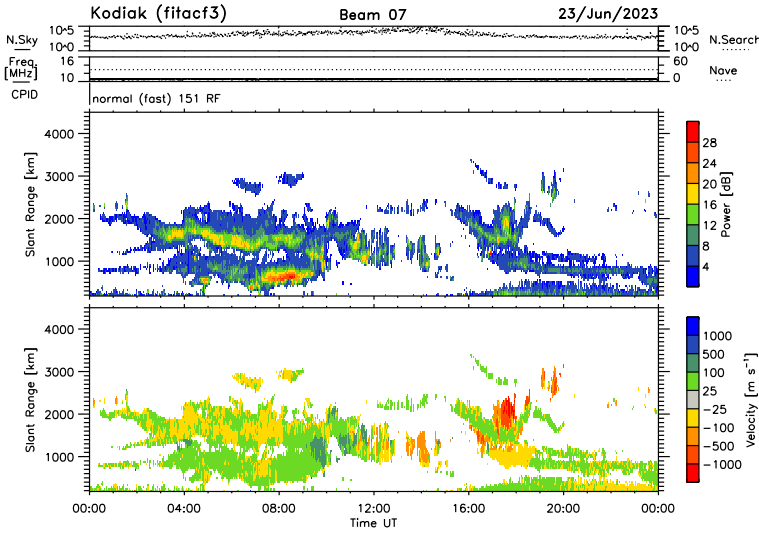 Kodiak (fitacf3) Beam 07 23/Jun/2023
N.Sky 10^5 10^0 10^5 10^0 N.Search
Freq. [MHz] 16 10 60 0 Nave
CPID normal (fast) 151 RF
Slant Range [km] 4000 3000 2000 1000
Power [dB] 28 24 20 16 12 8 4
Slant Range [km] 4000 3000 2000 1000
Velocity [m s⁻¹] 1000 500 100 25 −25 −100 −500 −1000
00:00 04:00 08:00 12:00 16:00 20:00 00:00
Time UT